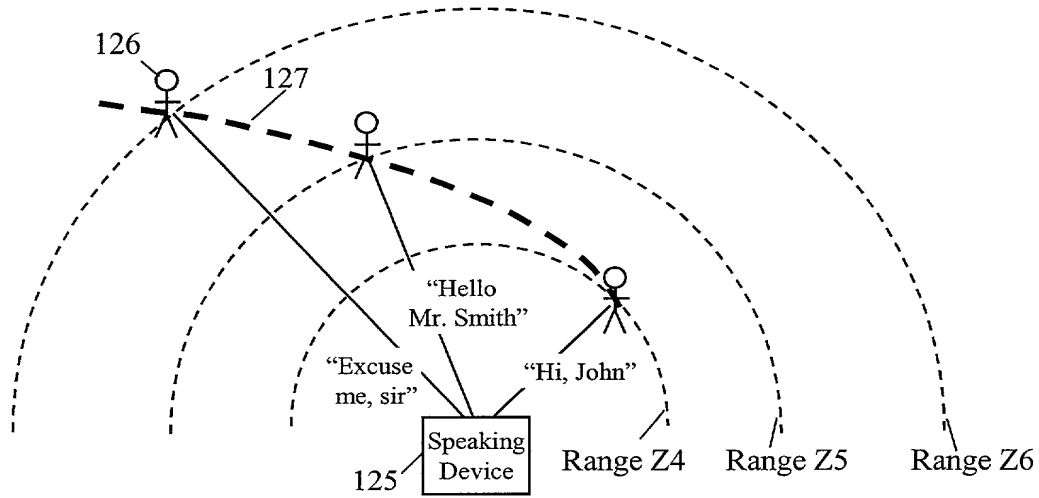 126
127
“Hello
Mr. Smith”
“Excuse
me, sir”
“Hi, John”
Speaking
Device
125
Range Z4
Range Z5
Range Z6